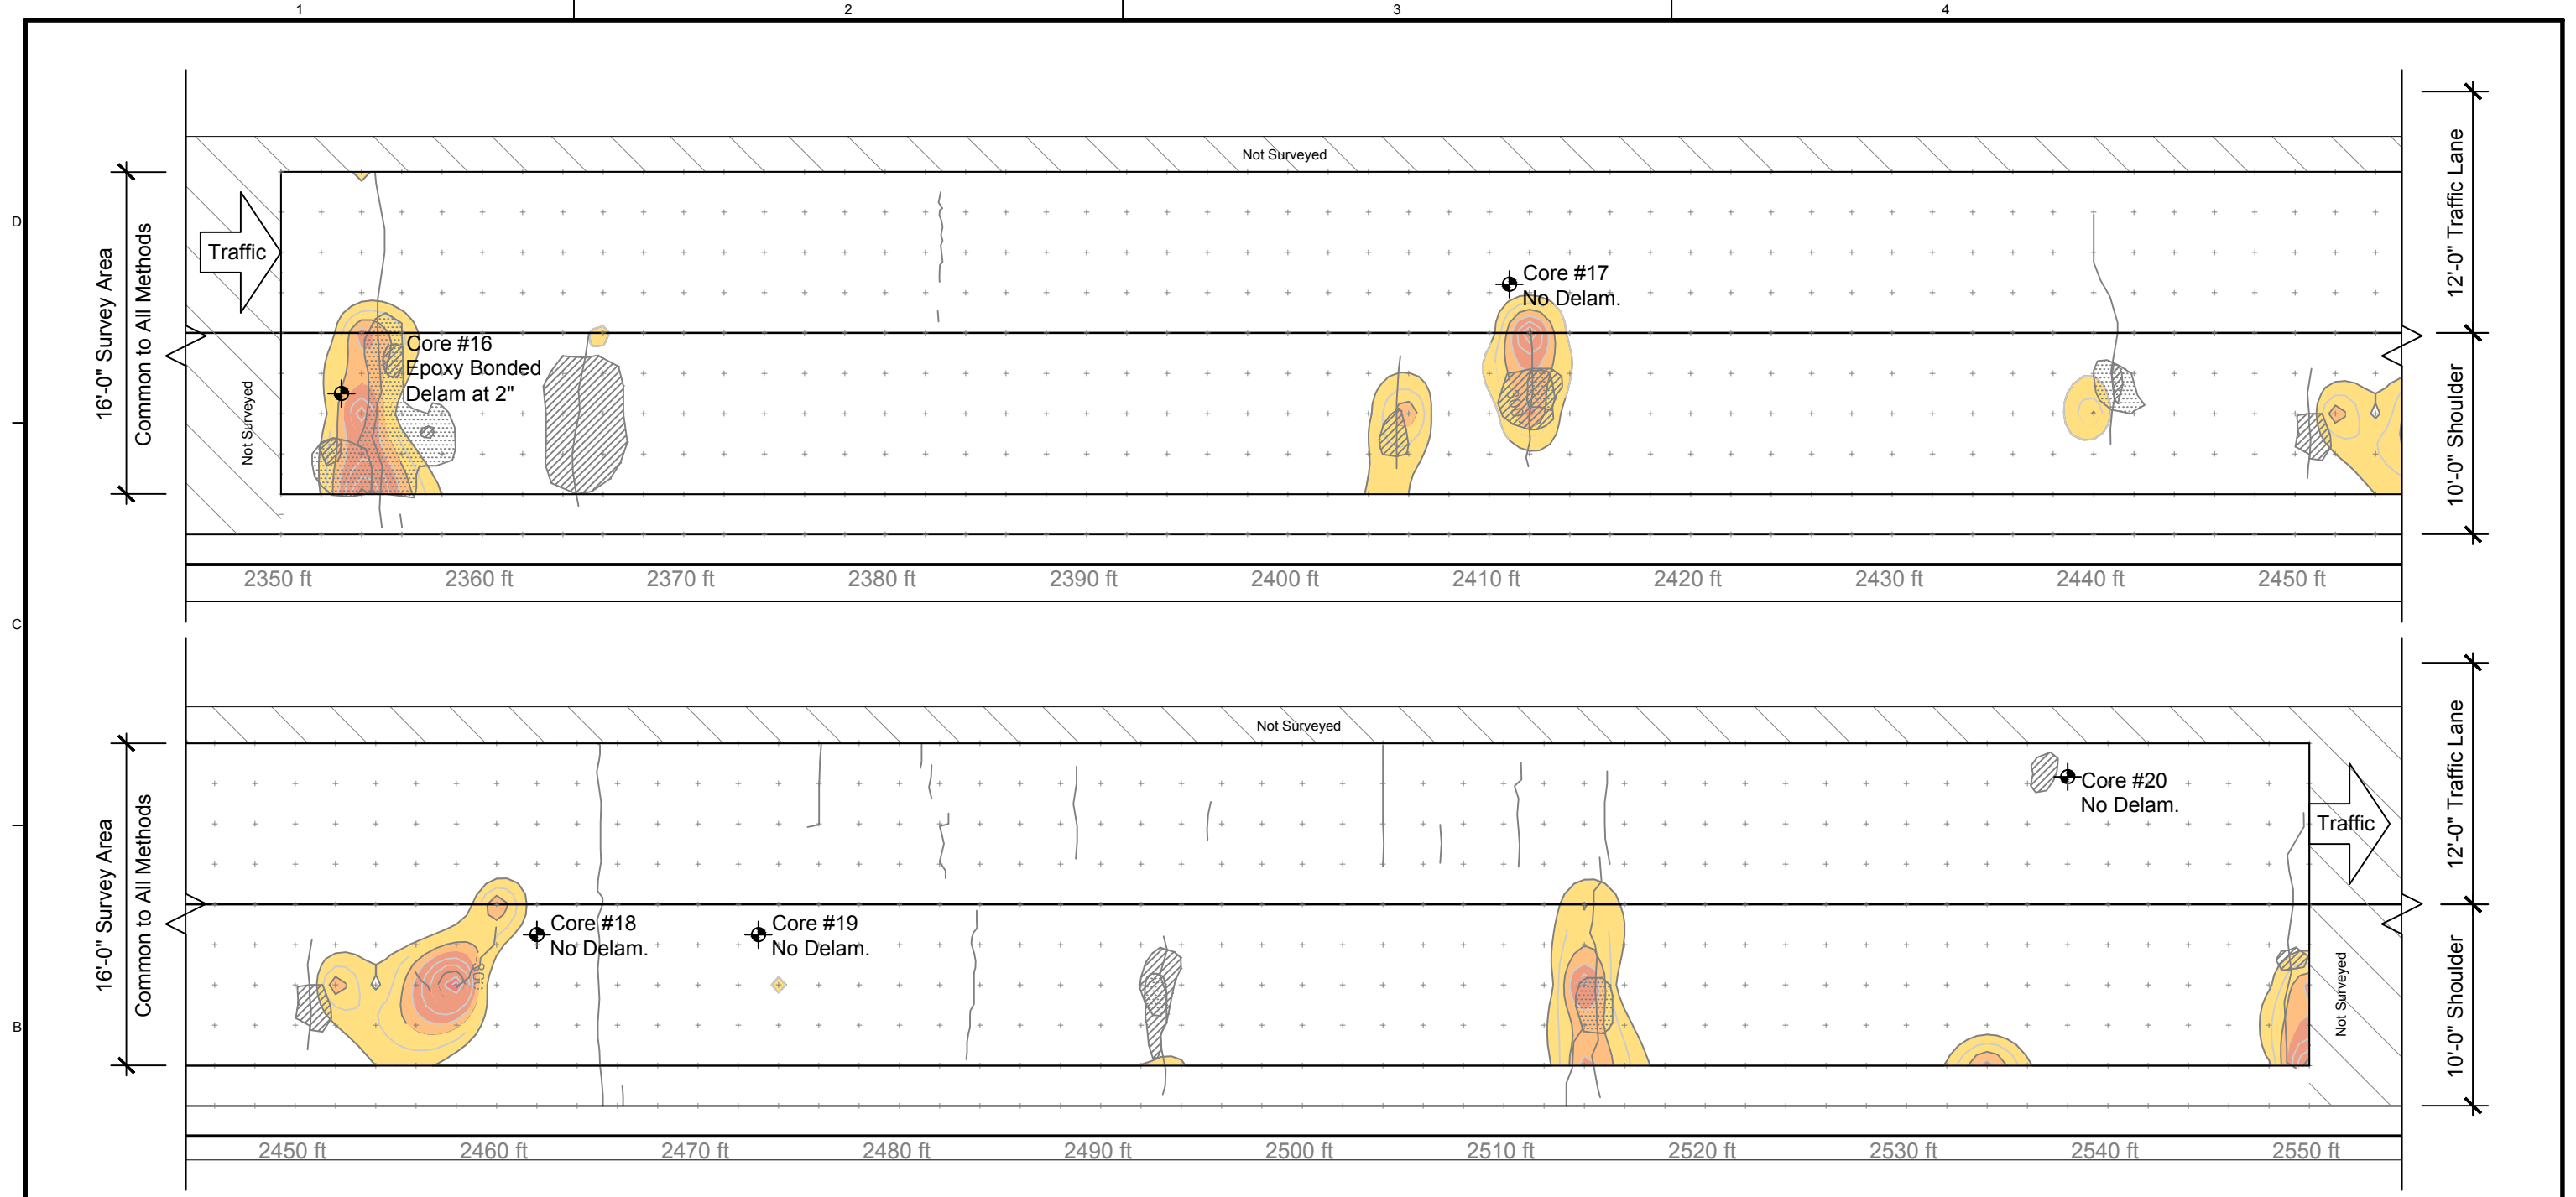 1 2 3 4
D
C
B
Not Surveyed
Traffic
16'-0" Survey Area
Common to All Methods
Not Surveyed
Core #16
Epoxy Bonded
Delam at 2"
Core #17
No Delam.
12'-0" Traffic Lane
10'-0" Shoulder
2350 ft 2360 ft 2370 ft 2380 ft 2390 ft 2400 ft 2410 ft 2420 ft 2430 ft 2440 ft 2450 ft
Not Surveyed
16'-0" Survey Area
Common to All Methods
Core #18
No Delam.
Core #19
No Delam.
Core #20
No Delam.
Traffic
Not Surveyed
12'-0" Traffic Lane
10'-0" Shoulder
2450 ft 2460 ft 2470 ft 2480 ft 2490 ft 2500 ft 2510 ft 2520 ft 2530 ft 2540 ft 2550 ft